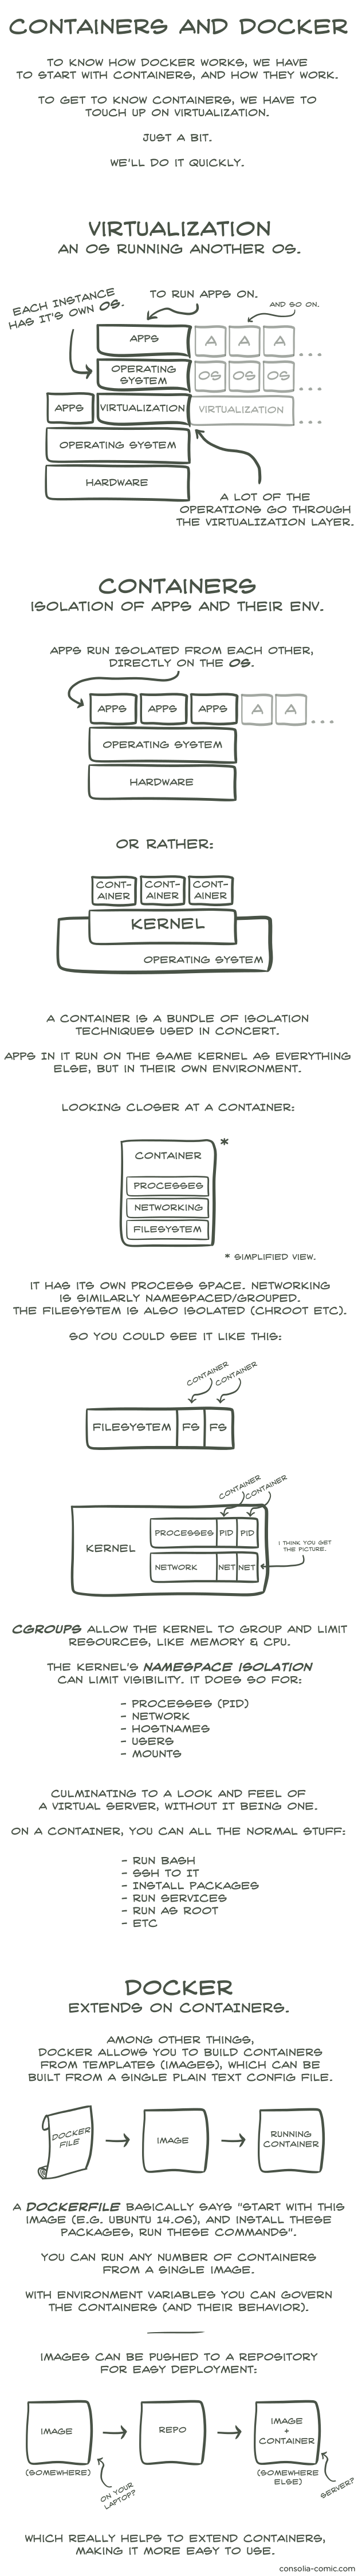 CONTAINERS AND DOCKER
TO KNOW HOW DOCKER WORKS, WE HAVE
TO START WITH CONTAINERS, AND HOW THEY WORK.
TO GET TO KNOW CONTAINERS, WE HAVE TO
TOUCH UP ON VIRTUALIZATION.
JUST A BIT.
WE'LL DO IT QUICKLY.
VIRTUALIZATION
AN OS RUNNING ANOTHER OS.
EACH INSTANCE
HAS IT'S OWN OS.
TO RUN APPS ON.
AND SO ON.
APPS
A A A ...
OPERATING
SYSTEM
OS OS OS ...
APPS
VIRTUALIZATION
VIRTUALIZATION ...
OPERATING SYSTEM
HARDWARE
A LOT OF THE
OPERATIONS GO THROUGH
THE VIRTUALIZATION LAYER.
CONTAINERS
ISOLATION OF APPS AND THEIR ENV.
APPS RUN ISOLATED FROM EACH OTHER,
DIRECTLY ON THE OS.
APPS APPS APPS A A ...
OPERATING SYSTEM
HARDWARE
OR RATHER:
CONT-
AINER
CONT-
AINER
CONT-
AINER
KERNEL
OPERATING SYSTEM
A CONTAINER IS A BUNDLE OF ISOLATION
TECHNIQUES USED IN CONCERT.
APPS IN IT RUN ON THE SAME KERNEL AS EVERYTHING
ELSE, BUT IN THEIR OWN ENVIRONMENT.
LOOKING CLOSER AT A CONTAINER:
*
CONTAINER
PROCESSES
NETWORKING
FILESYSTEM
* SIMPLIFIED VIEW.
IT HAS ITS OWN PROCESS SPACE. NETWORKING
IS SIMILARLY NAMESPACED/GROUPED.
THE FILESYSTEM IS ALSO ISOLATED (CHROOT ETC).
SO YOU COULD SEE IT LIKE THIS:
CONTAINER
CONTAINER
FILESYSTEM FS FS
CONTAINER
CONTAINER
KERNEL
PROCESSES PID PID
NETWORK NET NET
I THINK YOU GET
THE PICTURE.
CGROUPS ALLOW THE KERNEL TO GROUP AND LIMIT
RESOURCES, LIKE MEMORY & CPU.
THE KERNEL'S NAMESPACE ISOLATION
CAN LIMIT VISIBILITY. IT DOES SO FOR:
- PROCESSES (PID)
- NETWORK
- HOSTNAMES
- USERS
- MOUNTS
CULMINATING TO A LOOK AND FEEL OF
A VIRTUAL SERVER, WITHOUT IT BEING ONE.
ON A CONTAINER, YOU CAN ALL THE NORMAL STUFF:
- RUN BASH
- SSH TO IT
- INSTALL PACKAGES
- RUN SERVICES
- RUN AS ROOT
- ETC
DOCKER
EXTENDS ON CONTAINERS.
AMONG OTHER THINGS,
DOCKER ALLOWS YOU TO BUILD CONTAINERS
FROM TEMPLATES (IMAGES), WHICH CAN BE
BUILT FROM A SINGLE PLAIN TEXT CONFIG FILE.
DOCKER
FILE
IMAGE
RUNNING
CONTAINER
A DOCKERFILE BASICALLY SAYS "START WITH THIS
IMAGE (E.G. UBUNTU 14.06), AND INSTALL THESE
PACKAGES, RUN THESE COMMANDS".
YOU CAN RUN ANY NUMBER OF CONTAINERS
FROM A SINGLE IMAGE.
WITH ENVIRONMENT VARIABLES YOU CAN GOVERN
THE CONTAINERS (AND THEIR BEHAVIOR).
IMAGES CAN BE PUSHED TO A REPOSITORY
FOR EASY DEPLOYMENT:
IMAGE
REPO
IMAGE
+
CONTAINER
(SOMEWHERE)
ON YOUR
LAPTOP?
(SOMEWHERE
ELSE)
SERVER?
WHICH REALLY HELPS TO EXTEND CONTAINERS,
MAKING IT MORE EASY TO USE.
consolia-comic.com